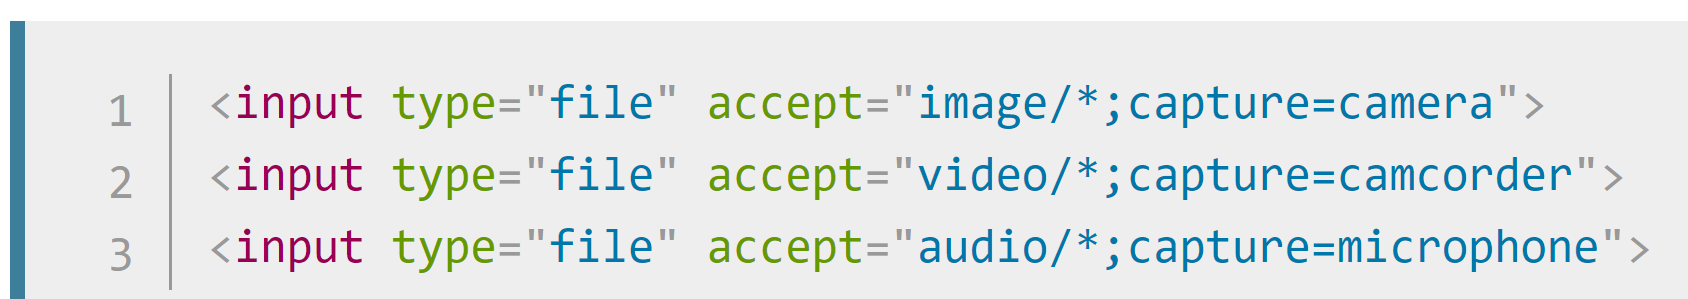 1 <input type="file" accept="image/*;capture=camera">
2 <input type="file" accept="video/*;capture=camcorder">
3 <input type="file" accept="audio/*;capture=microphone">